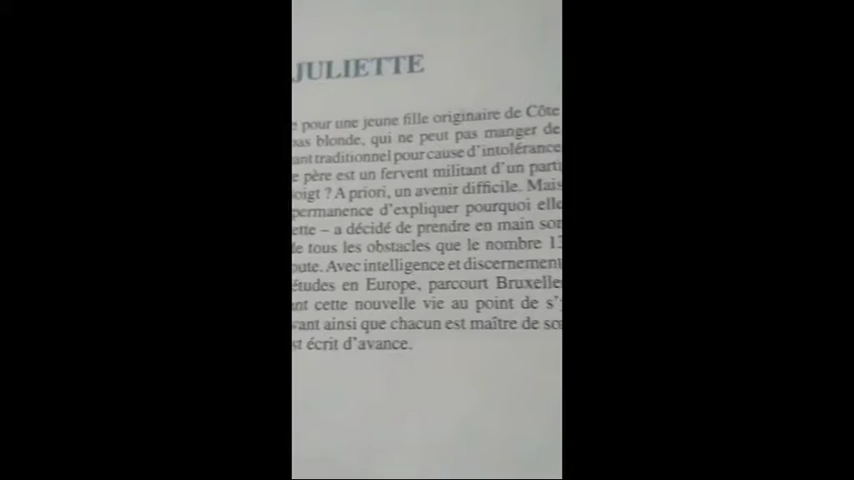 JULIETTE
pour une jeune fille originaire de Côte
pas blonde, qui ne peut pas manger de
ant traditionnel pour cause d'intolérance
e père est un fervent militant d'un parti
oigt ? A priori, un avenir difficile. Mais
permanence d'expliquer pourquoi elle
ette – a décidé de prendre en main son
de tous les obstacles que le nombre 13
oute. Avec intelligence et discernement
études en Europe, parcourt Bruxelle
ant cette nouvelle vie au point de s'
vant ainsi que chacun est maître de so
st écrit d'avance.